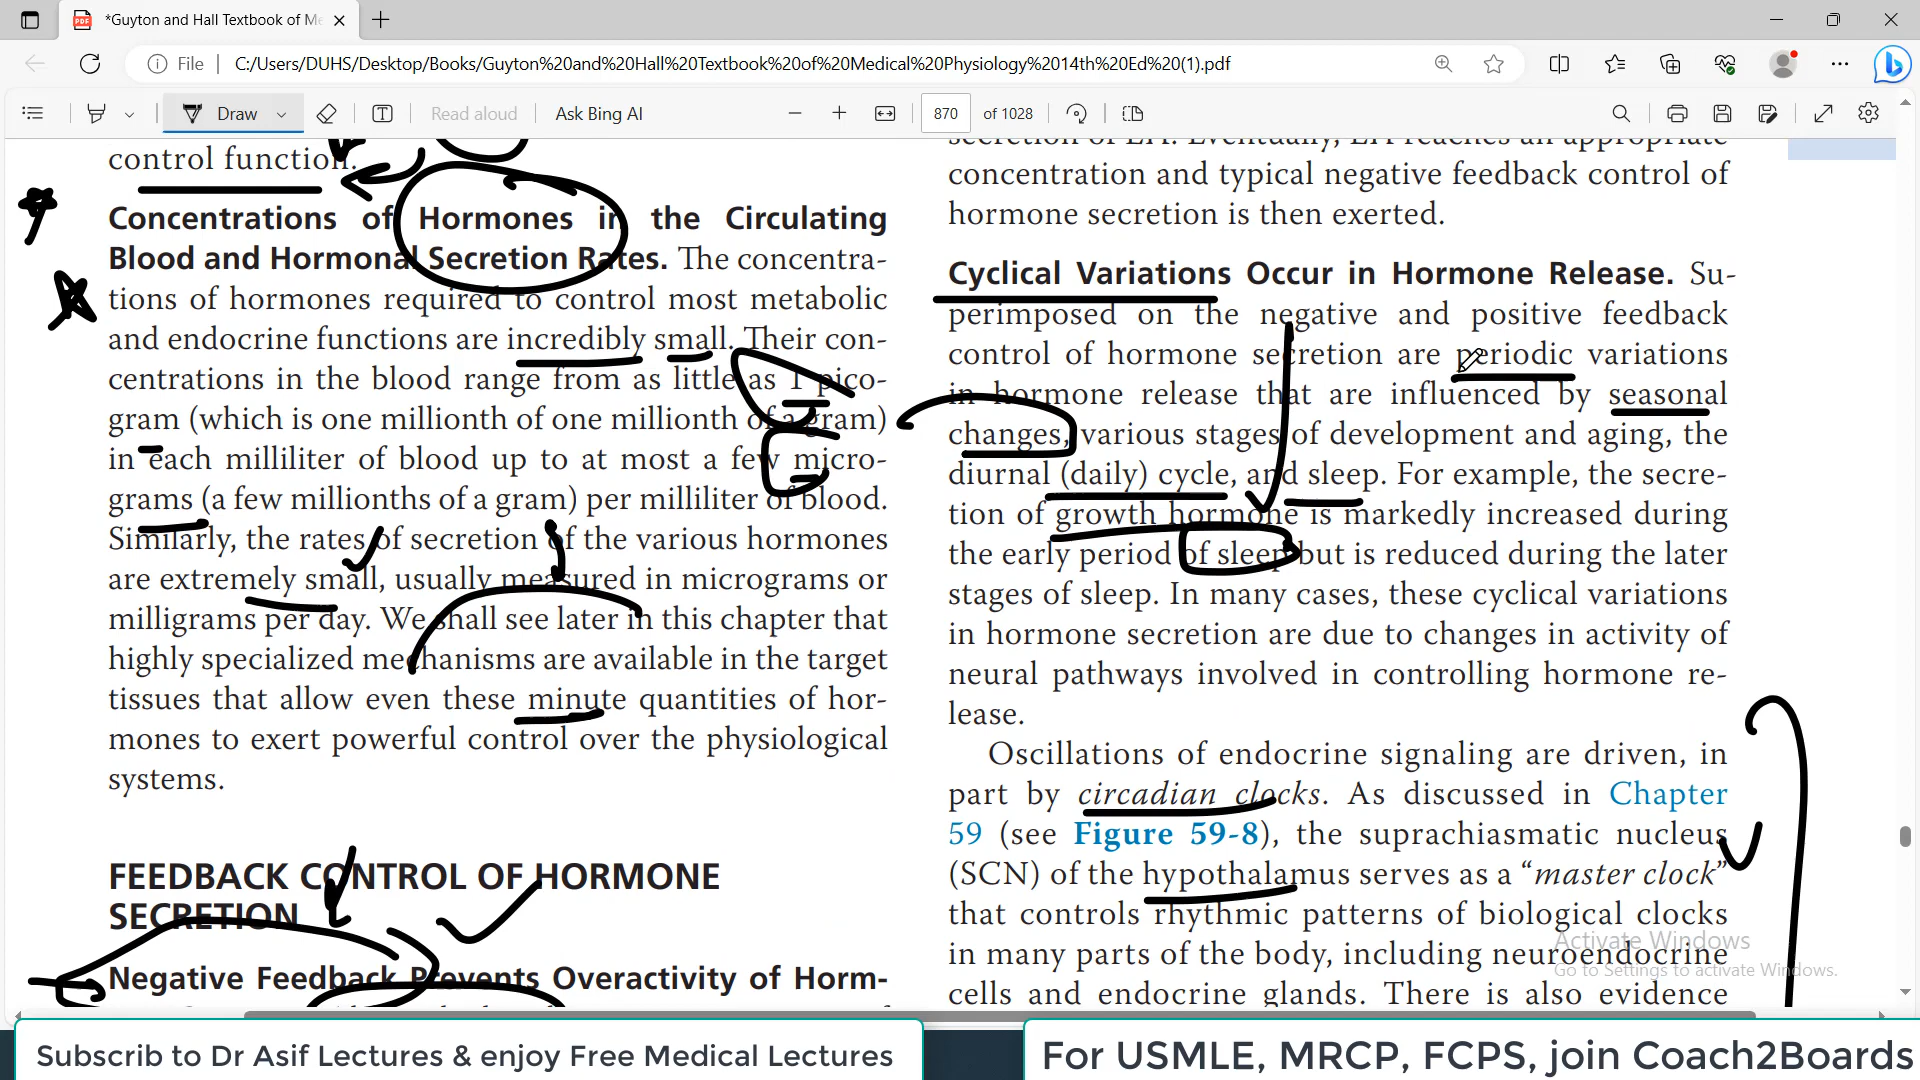 *Guyton and Hall Textbook of Me
File
C:/Users/DUHS/Desktop/Books/Guyton%20and%20Hall%20Textbook%20of%20Medical%20Physiology%2014th%20Ed%20(1).pdf
Draw
Read aloud
Ask Bing AI
870 of 1028
control function.
Concentrations of Hormones in the Circulating
Blood and Hormonal Secretion Rates. The concentra-
tions of hormones required to control most metabolic
and endocrine functions are incredibly small. Their con-
centrations in the blood range from as little as 1 pico-
gram (which is one millionth of one millionth of a gram)
in each milliliter of blood up to at most a few micro-
grams (a few millionths of a gram) per milliliter of blood.
Similarly, the rates of secretion of the various hormones
are extremely small, usually measured in micrograms or
milligrams per day. We shall see later in this chapter that
highly specialized mechanisms are available in the target
tissues that allow even these minute quantities of hor-
mones to exert powerful control over the physiological
systems.
FEEDBACK CONTROL OF HORMONE
SECRETION
Negative Feedback Prevents Overactivity of Horm-
concentration and typical negative feedback control of
hormone secretion is then exerted.
Cyclical Variations Occur in Hormone Release. Su-
perimposed on the negative and positive feedback
control of hormone secretion are periodic variations
in hormone release that are influenced by seasonal
changes, various stages of development and aging, the
diurnal (daily) cycle, and sleep. For example, the secre-
tion of growth hormone is markedly increased during
the early period of sleep but is reduced during the later
stages of sleep. In many cases, these cyclical variations
in hormone secretion are due to changes in activity of
neural pathways involved in controlling hormone re-
lease.
Oscillations of endocrine signaling are driven, in
part by circadian clocks. As discussed in Chapter
59 (see Figure 59-8), the suprachiasmatic nucleus
(SCN) of the hypothalamus serves as a “master clock”
that controls rhythmic patterns of biological clocks
in many parts of the body, including neuroendocrine
cells and endocrine glands. There is also evidence
Activate Windows
Go to Settings to activate Windows.
Subscrib to Dr Asif Lectures & enjoy Free Medical Lectures
For USMLE, MRCP, FCPS, join Coach2Boards